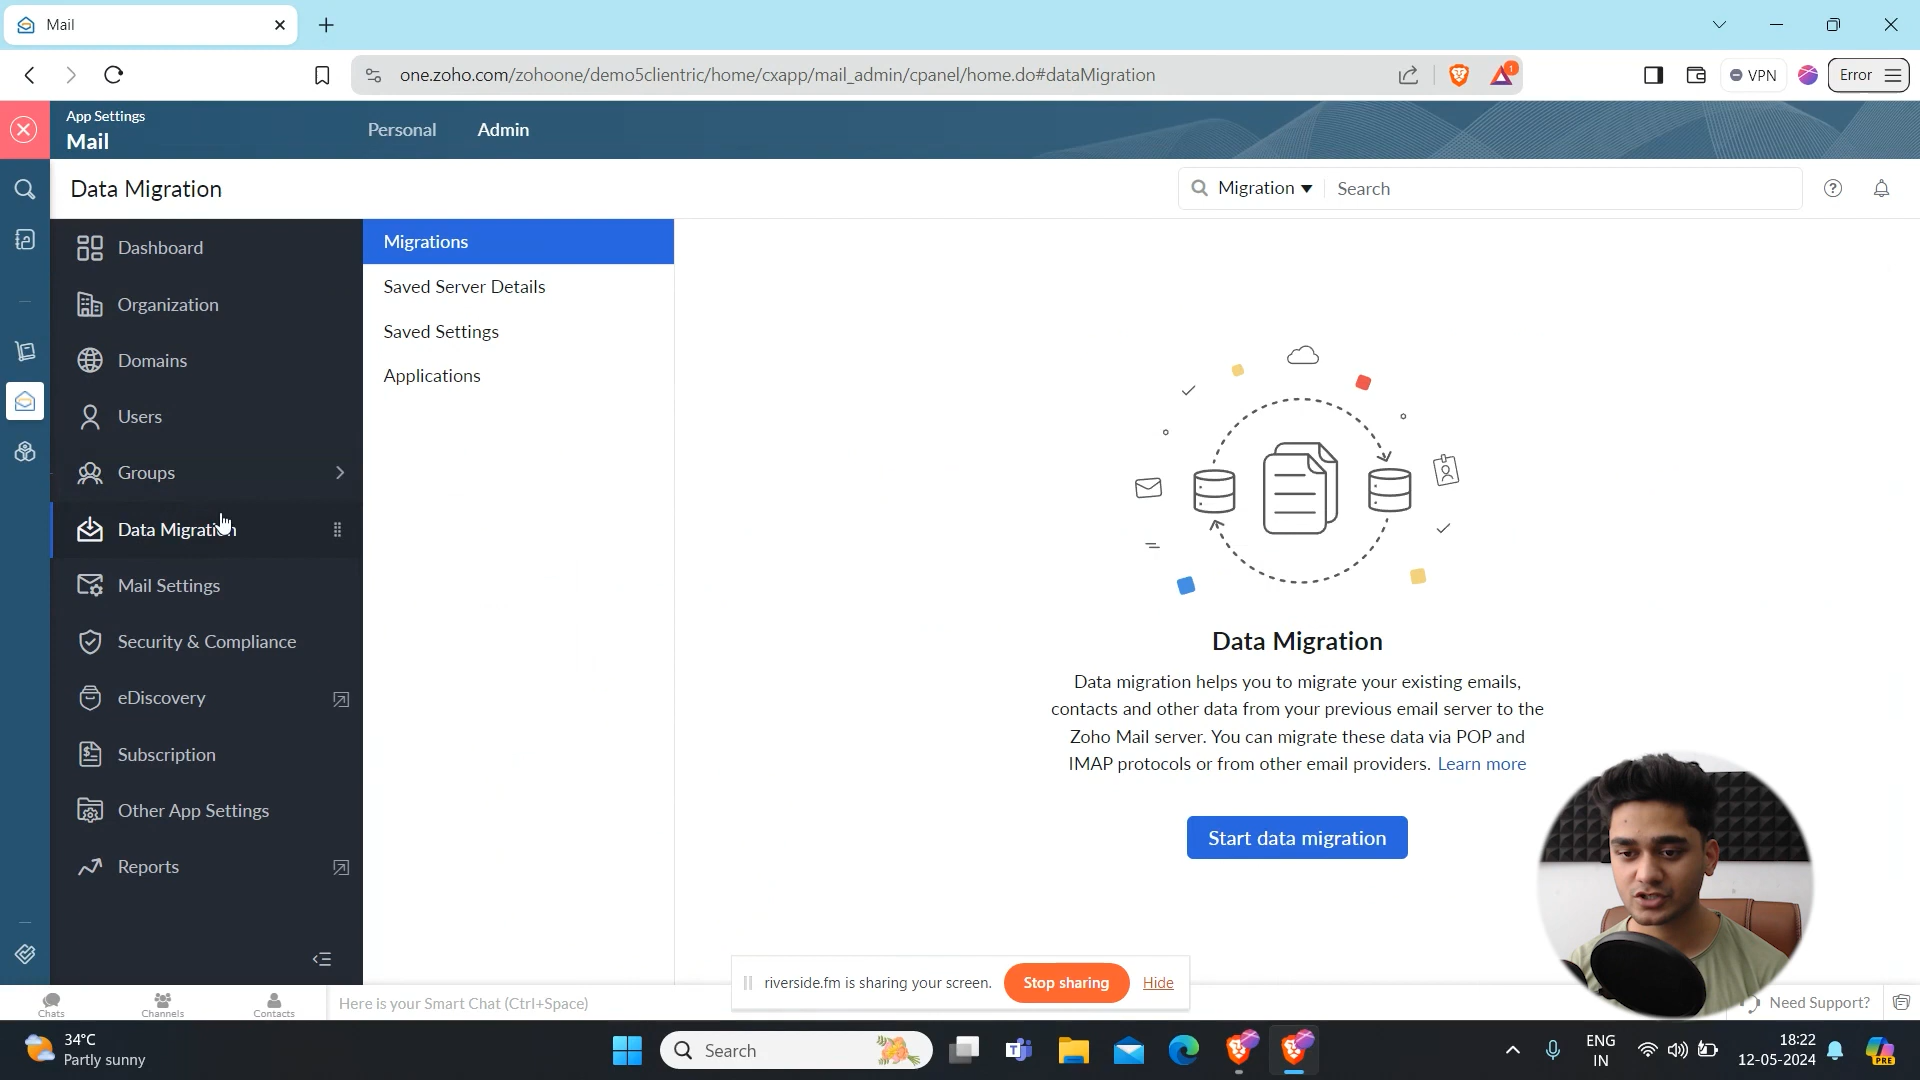 Mail
one.zoho.com/zohoone/demo5clientric/home/cxapp/mail_admin/cpanel/home.do#dataMigration
1
VPN
Error
App Settings
Mail
Personal
Admin
Data Migration
Migration
Search
Dashboard
Organization
Domains
Users
Groups
Data Migration
Mail Settings
Security & Compliance
eDiscovery
Subscription
Other App Settings
Reports
Migrations
Saved Server Details
Saved Settings
Applications
Data Migration
Data migration helps you to migrate your existing emails,
contacts and other data from your previous email server to the
Zoho Mail server. You can migrate these data via POP and
IMAP protocols or from other email providers. Learn more
Start data migration
riverside.fm is sharing your screen.
Stop sharing
Hide
Chats
Channels
Contacts
Here is your Smart Chat (Ctrl+Space)
Need Support?
34°C
Partly sunny
Search
ENG
IN
18:22
12-05-2024
PRE